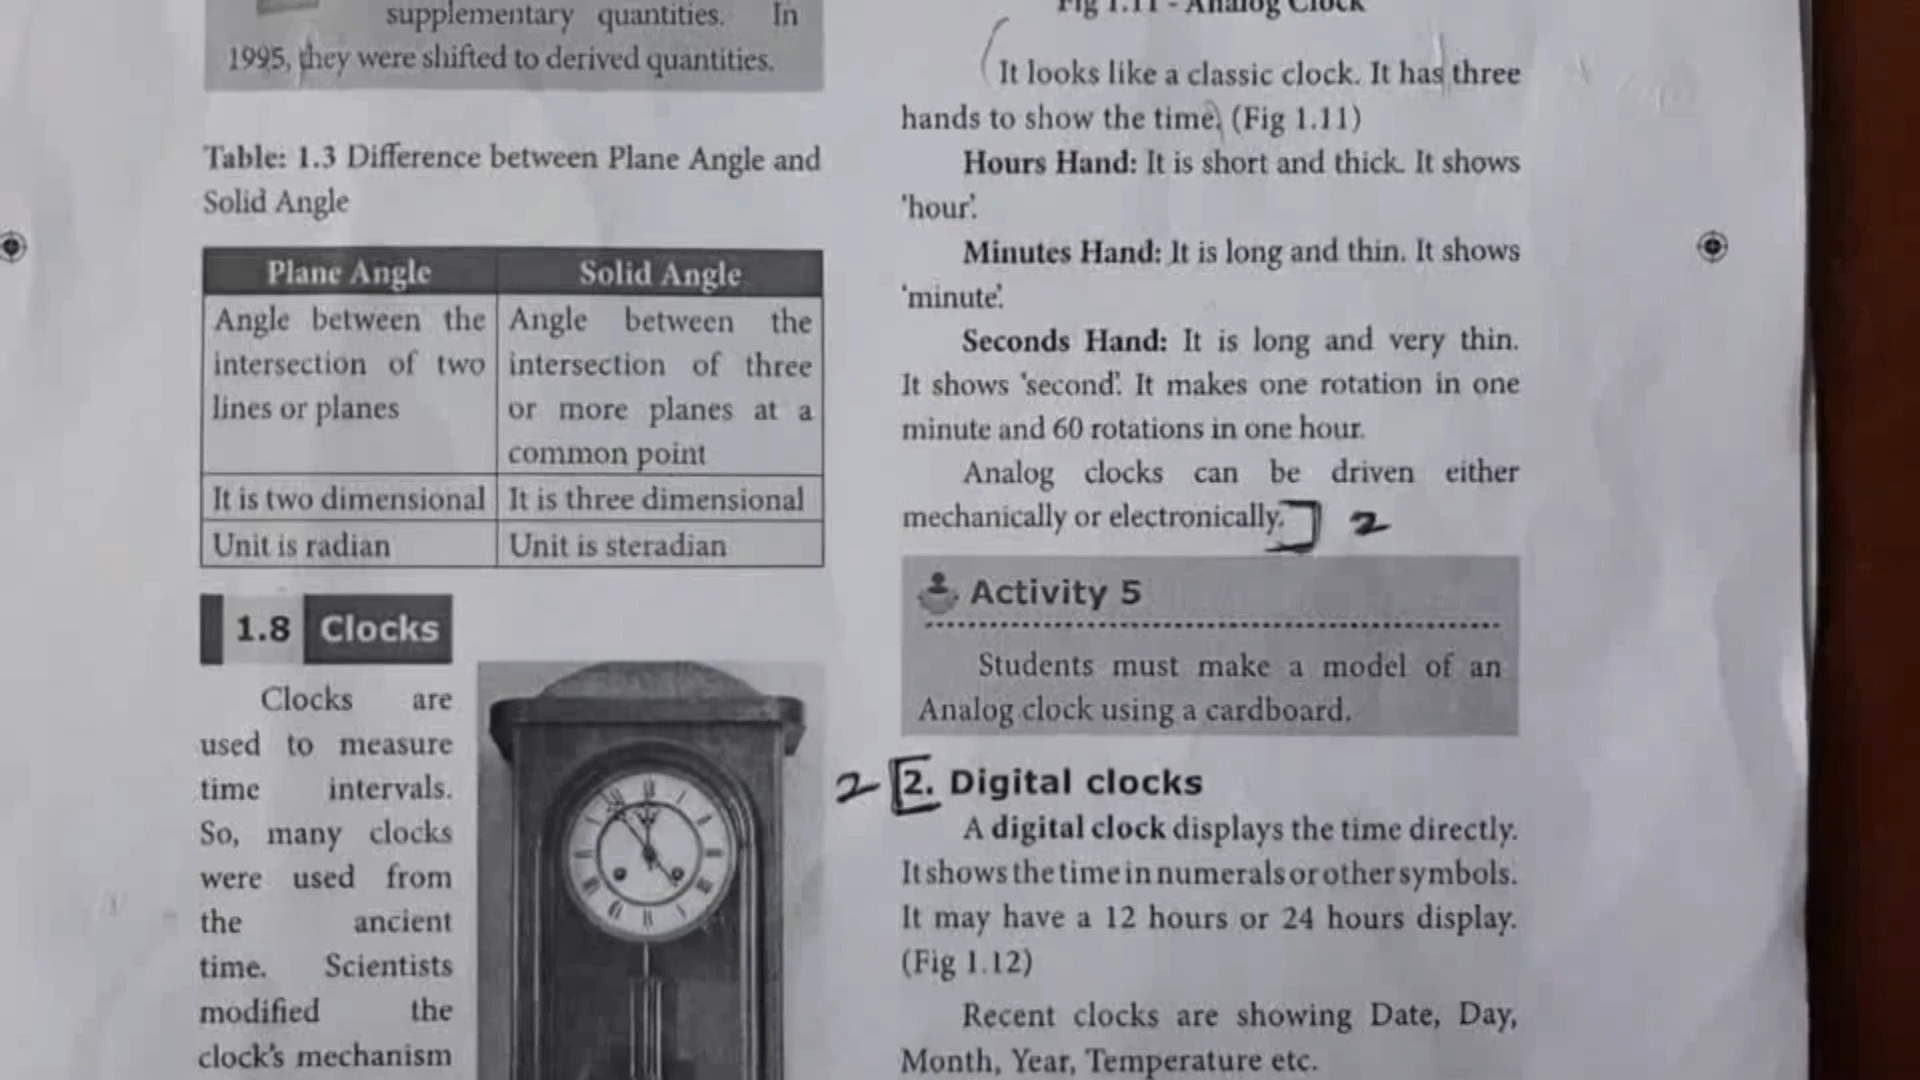 supplementary quantities. In
1995, they were shifted to derived quantities.
Table: 1.3 Difference between Plane Angle and
Solid Angle
Plane Angle Solid Angle
Angle between the intersection of two lines or planes
Angle between the intersection of three or more planes at a common point
It is two dimensional It is three dimensional
Unit is radian Unit is steradian
1.8 Clocks
Clocks are
used to measure
time intervals.
So, many clocks
were used from
the ancient
time. Scientists
modified the
clock's mechanism
Fig 1.11 - Analog Clock
It looks like a classic clock. It has three
hands to show the time. (Fig 1.11)
Hours Hand: It is short and thick. It shows
'hour'.
Minutes Hand: It is long and thin. It shows
'minute'.
Seconds Hand: It is long and very thin.
It shows 'second'. It makes one rotation in one
minute and 60 rotations in one hour.
Analog clocks can be driven either
mechanically or electronically. 2
Activity 5
Students must make a model of an
Analog clock using a cardboard.
2 2. Digital clocks
A digital clock displays the time directly.
It shows the time in numerals or other symbols.
It may have a 12 hours or 24 hours display.
(Fig 1.12)
Recent clocks are showing Date, Day,
Month, Year, Temperature etc.